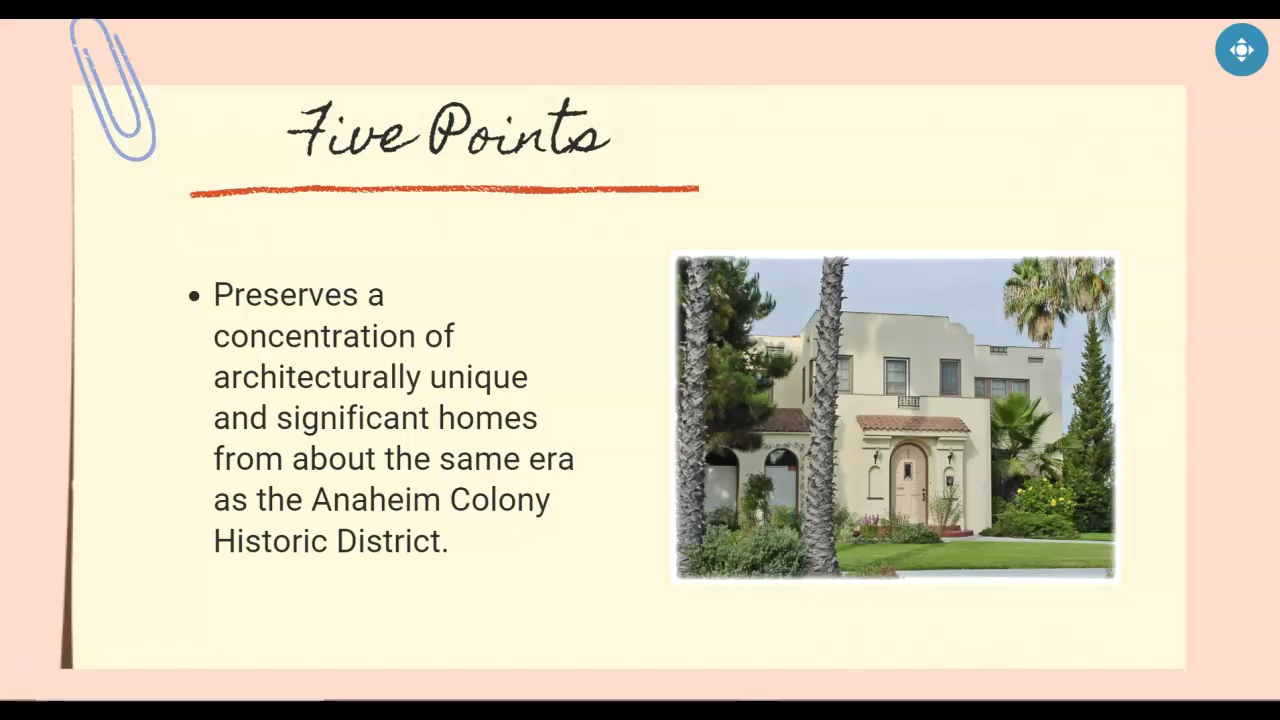 Five Points
Preserves a
concentration of
architecturally unique
and significant homes
from about the same era
as the Anaheim Colony
Historic District.